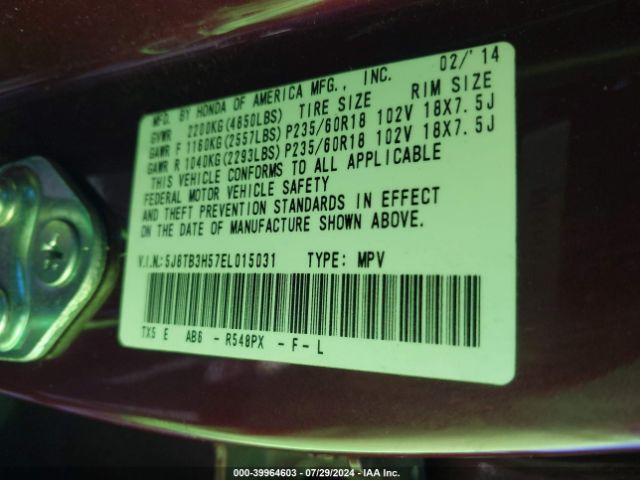 MFD. BY HONDA OF AMERICA MFG., INC. 02/'14
GVWR 2200KG(4850LBS) TIRE SIZE RIM SIZE
GAWR F 1160KG(2557LBS)P235/60R18 102V 18X7.5J
GAWR R 1040KG(2293LBS)P235/60R18 102V 18X7.5J
THIS VEHICLE CONFORMS TO ALL APPLICABLE
FEDERAL MOTOR VEHICLE SAFETY
AND THEFT PREVENTION STANDARDS IN EFFECT
ON THE DATE OF MANUFACTURE SHOWN ABOVE.
V.I.N:5J8TB3H57EL015031 TYPE: MPV
TX5 E AB6 - R548PX - F - L
000-39964603 - 07/29/2024 - IAA Inc.